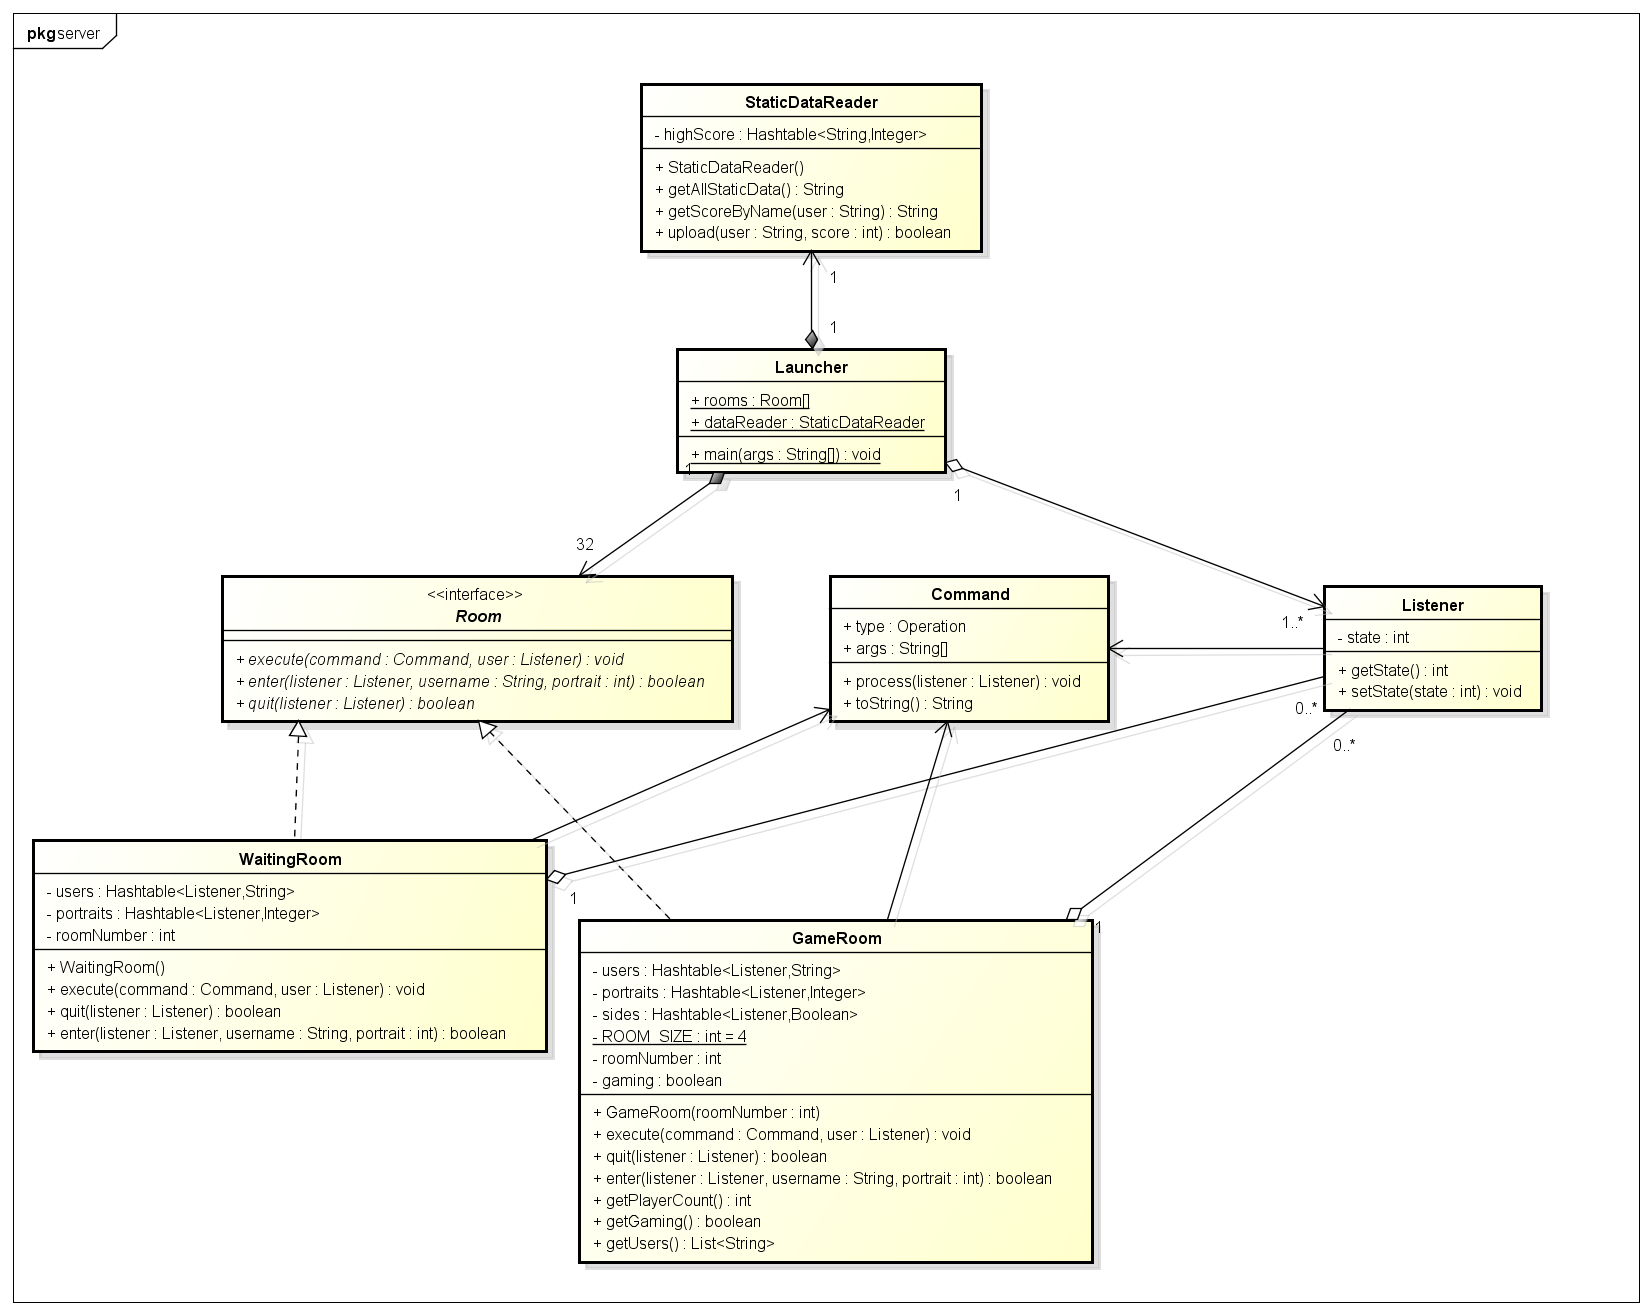 pkg server
StaticDataReader
- highScore : Hashtable<String,Integer>
+ StaticDataReader()
+ getAllStaticData() : String
+ getScoreByName(user : String) : String
+ upload(user : String, score : int) : boolean
1
1
Launcher
+ rooms : Room[]
+ dataReader : StaticDataReader
+ main(args : String[]) : void
1
1
32
<<interface>>
Room
+ execute(command : Command, user : Listener) : void
+ enter(listener : Listener, username : String, portrait : int) : boolean
+ quit(listener : Listener) : boolean
Command
+ type : Operation
+ args : String[]
+ process(listener : Listener) : void
+ toString() : String
1..*
Listener
- state : int
+ getState() : int
+ setState(state : int) : void
0..*
0..*
WaitingRoom
- users : Hashtable<Listener,String>
- portraits : Hashtable<Listener,Integer>
- roomNumber : int
+ WaitingRoom()
+ execute(command : Command, user : Listener) : void
+ quit(listener : Listener) : boolean
+ enter(listener : Listener, username : String, portrait : int) : boolean
1
1
GameRoom
- users : Hashtable<Listener,String>
- portraits : Hashtable<Listener,Integer>
- sides : Hashtable<Listener,Boolean>
- ROOM_SIZE : int = 4
- roomNumber : int
- gaming : boolean
+ GameRoom(roomNumber : int)
+ execute(command : Command, user : Listener) : void
+ quit(listener : Listener) : boolean
+ enter(listener : Listener, username : String, portrait : int) : boolean
+ getPlayerCount() : int
+ getGaming() : boolean
+ getUsers() : List<String>